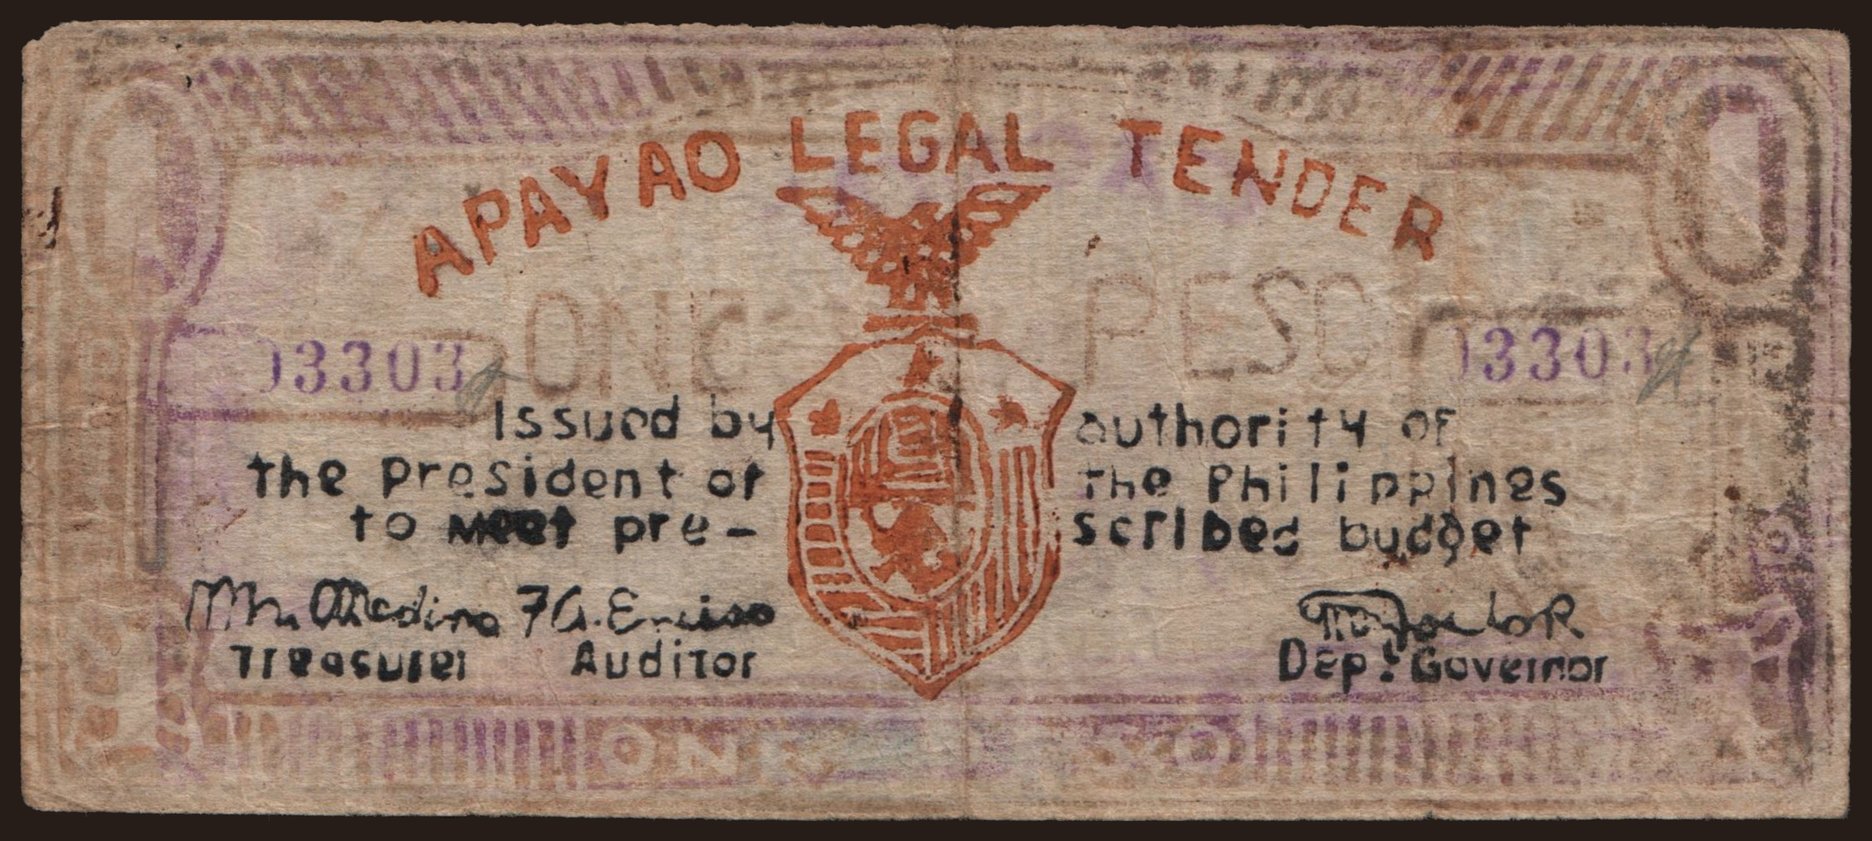 APAYAO LEGAL TENDER
ONE PESO
03303 03303
Issued by authority of
the president of the Philippines
to meet pre- scribed budget
Treasurer Auditor Dep. Governor
ONE